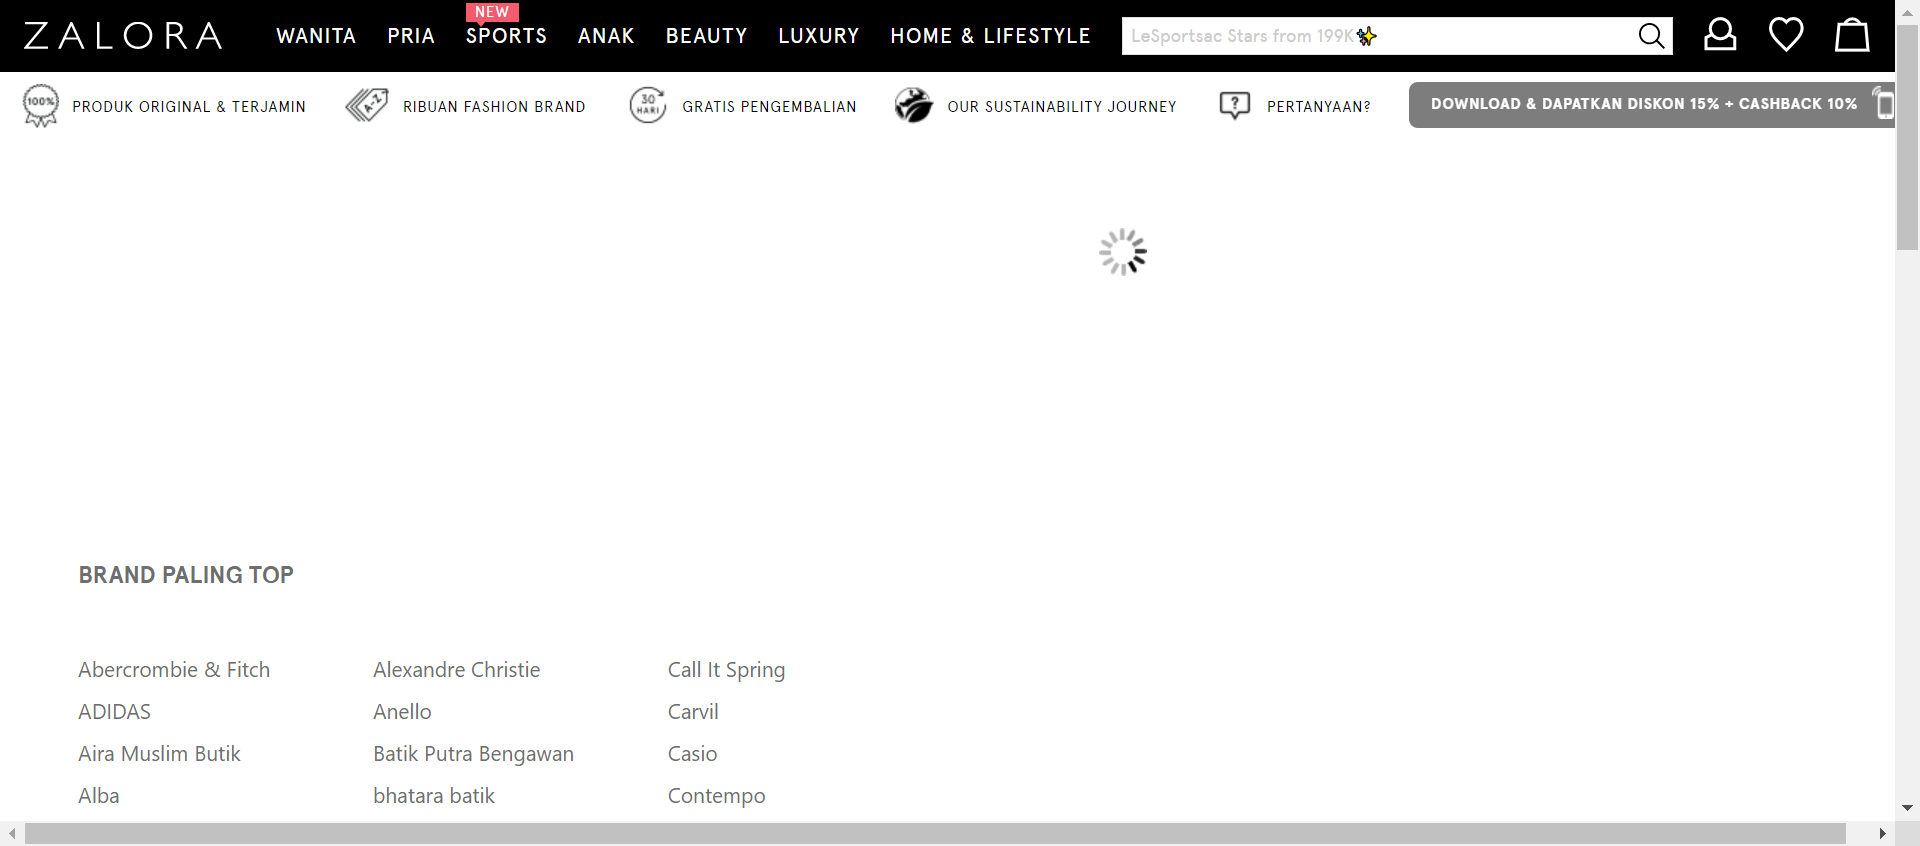 NEW
ZALORA WANITA PRIA SPORTS ANAK BEAUTY LUXURY HOME & LIFESTYLE LeSportsac Stars from 199K✨
100% PRODUK ORIGINAL & TERJAMIN A-Z RIBUAN FASHION BRAND 30 HARI GRATIS PENGEMBALIAN OUR SUSTAINABILITY JOURNEY ? PERTANYAAN? DOWNLOAD & DAPATKAN DISKON 15% + CASHBACK 10%
BRAND PALING TOP
Abercrombie & Fitch Alexandre Christie Call It Spring
ADIDAS Anello Carvil
Aira Muslim Butik Batik Putra Bengawan Casio
Alba bhatara batik Contempo